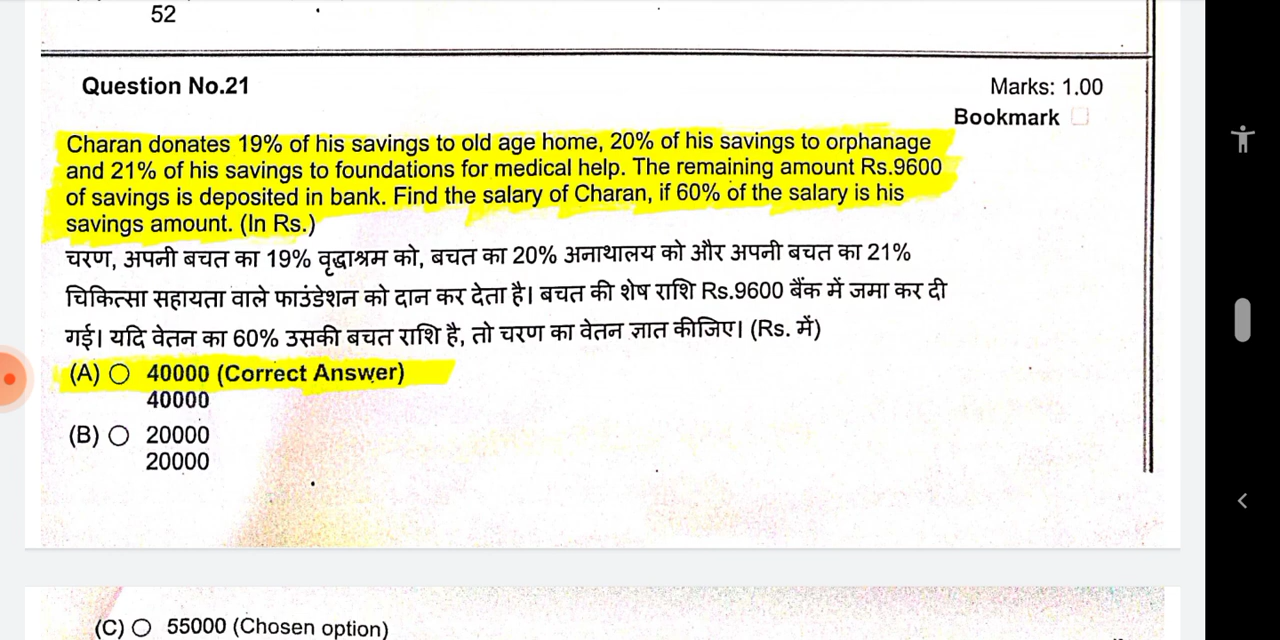 52
Question No.21
Marks: 1.00
Bookmark
Charan donates 19% of his savings to old age home, 20% of his savings to orphanage
and 21% of his savings to foundations for medical help. The remaining amount Rs.9600
of savings is deposited in bank. Find the salary of Charan, if 60% of the salary is his
savings amount. (In Rs.)
चरण, अपनी बचत का 19% वृद्धाश्रम को, बचत का 20% अनाथालय को और अपनी बचत का 21%
चिकित्सा सहायता वाले फाउंडेशन को दान कर देता है। बचत की शेष राशि Rs.9600 बैंक में जमा कर दी
गई। यदि वेतन का 60% उसकी बचत राशि है, तो चरण का वेतन ज्ञात कीजिए। (Rs. में)
(A) 40000 (Correct Answer)
40000
(B) 20000
20000
(C) 55000 (Chosen option)